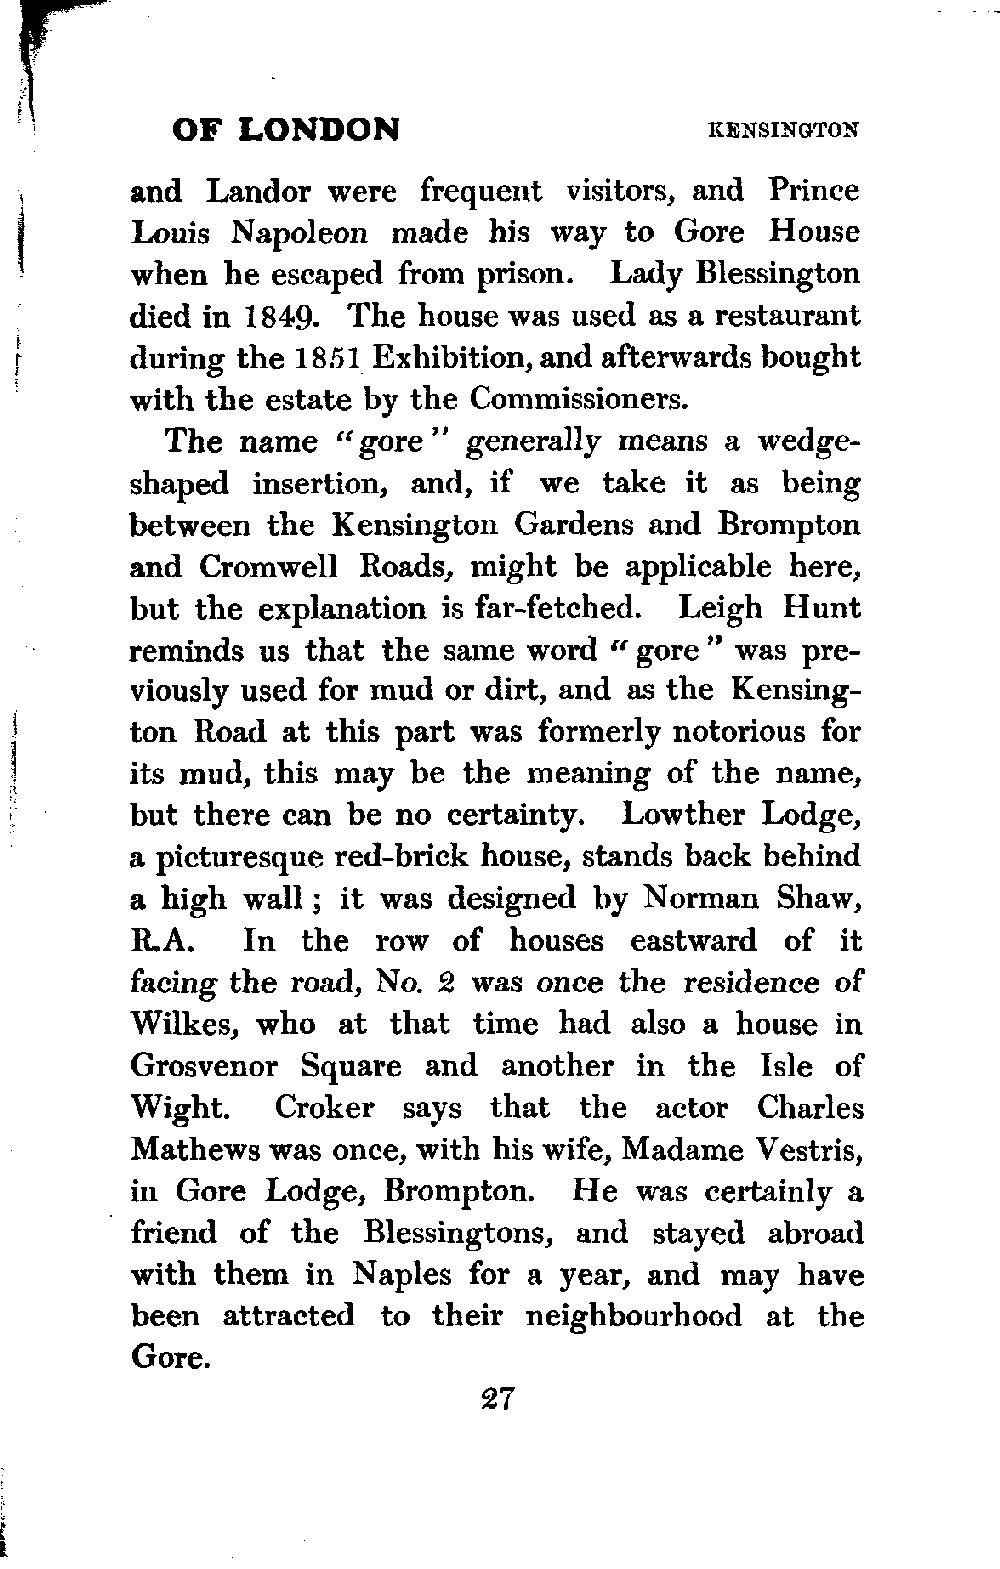 OF LONDON KENSINGTON
and Landor were frequent visitors, and Prince
Louis Napoleon made his way to Gore House
when he escaped from prison. Lady Blessington
died in 1849. The house was used as a restaurant
during the 1851 Exhibition, and afterwards bought
with the estate by the Commissioners.
The name “gore” generally means a wedge-
shaped insertion, and, if we take it as being
between the Kensington Gardens and Brompton
and Cromwell Roads, might be applicable here,
but the explanation is far-fetched. Leigh Hunt
reminds us that the same word “gore” was pre-
viously used for mud or dirt, and as the Kensing-
ton Road at this part was formerly notorious for
its mud, this may be the meaning of the name,
but there can be no certainty. Lowther Lodge,
a picturesque red-brick house, stands back behind
a high wall; it was designed by Norman Shaw,
R.A. In the row of houses eastward of it
facing the road, No. 2 was once the residence of
Wilkes, who at that time had also a house in
Grosvenor Square and another in the Isle of
Wight. Croker says that the actor Charles
Mathews was once, with his wife, Madame Vestris,
in Gore Lodge, Brompton. He was certainly a
friend of the Blessingtons, and stayed abroad
with them in Naples for a year, and may have
been attracted to their neighbourhood at the
Gore.
27